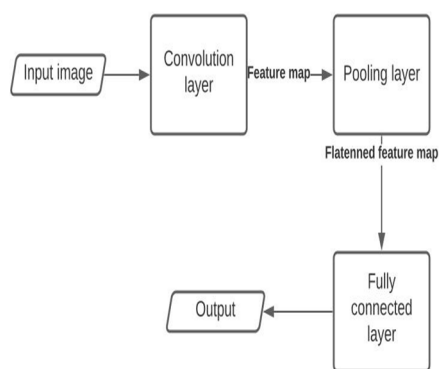 Input image
Convolution
layer
Feature map
Pooling layer
Flatenned feature map
Fully
connected
layer
Output